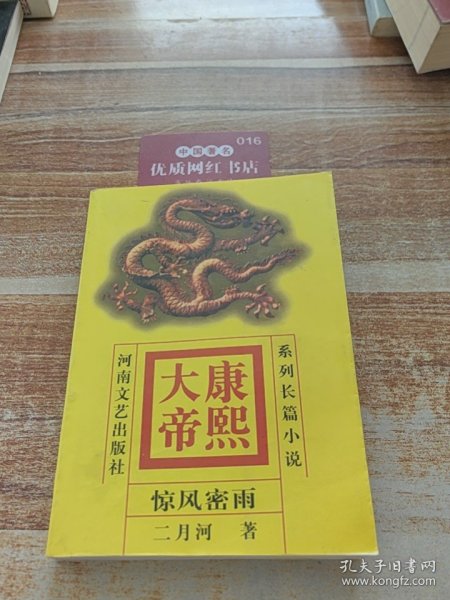 016
中国著名
优质网红书店
系列长篇小说
康熙
大帝
河南文艺出版社
惊风密雨
二月河 著
孔夫子旧书网
www.kongfz.com